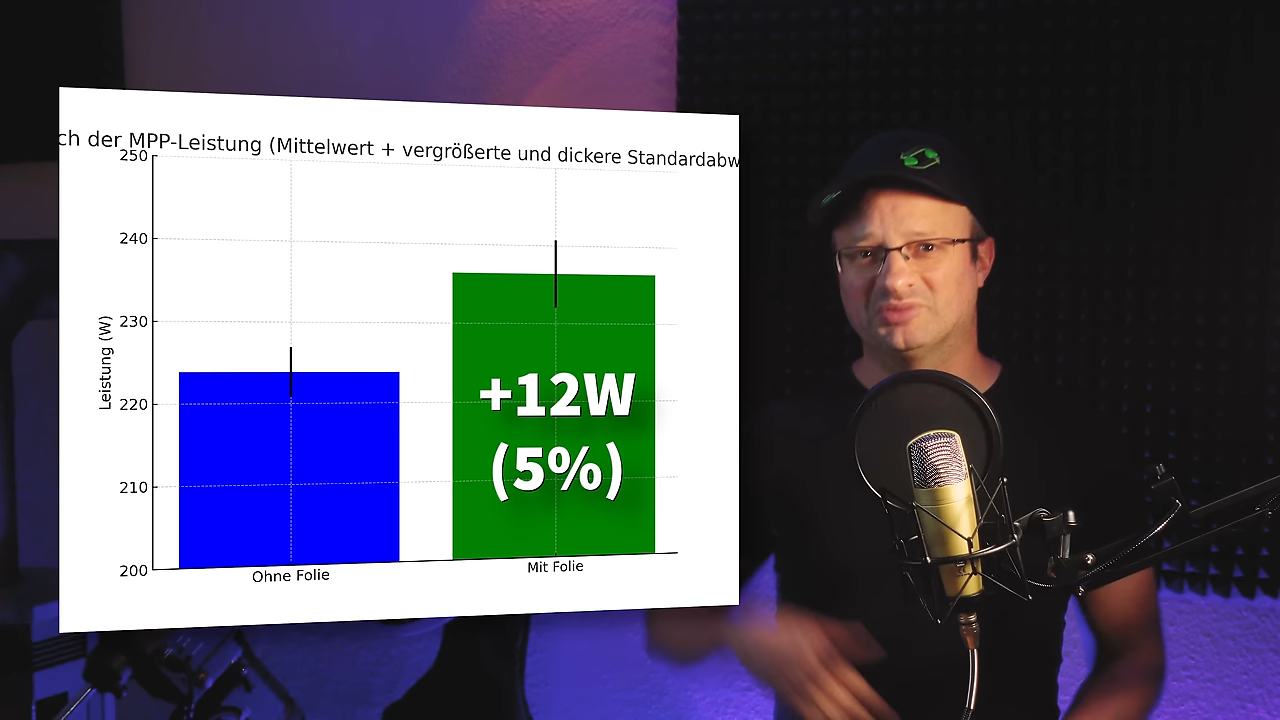 ch der MPP-Leistung (Mittelwert + vergrößerte und dickere Standardabw
250
240
230
220
210
200
Leistung (W)
+12W
(5%)
Ohne Folie
Mit Folie